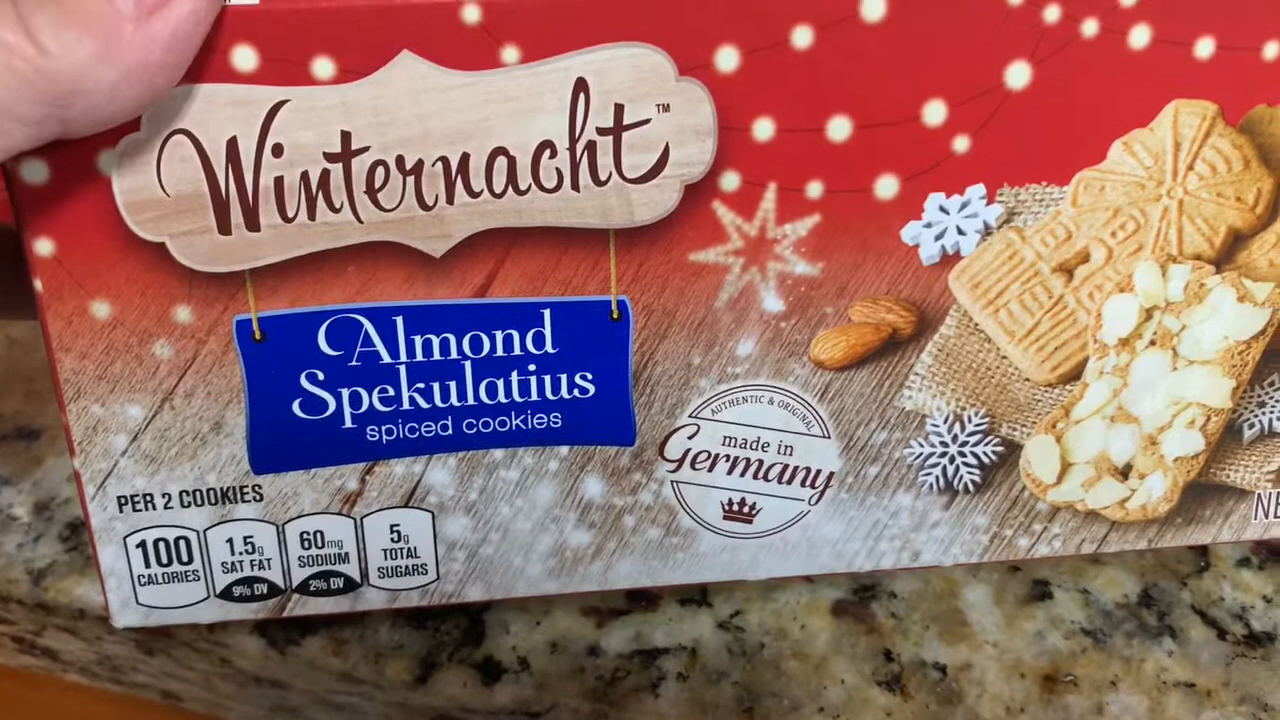 Winternacht™
Almond
Spekulatius
spiced cookies
AUTHENTIC & ORIGINAL
made in
Germany
PER 2 COOKIES
100
CALORIES
1.5g
SAT FAT
9% DV
60mg
SODIUM
2% DV
5g
TOTAL
SUGARS